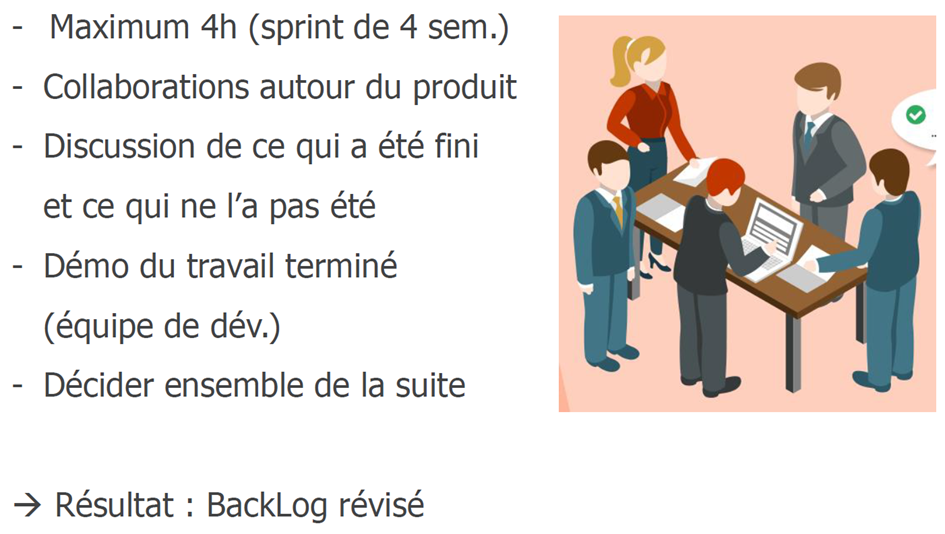 - Maximum 4h (sprint de 4 sem.)
- Collaborations autour du produit
- Discussion de ce qui a été fini
et ce qui ne l’a pas été
- Démo du travail terminé
(équipe de dév.)
- Décider ensemble de la suite
→ Résultat : BackLog révisé